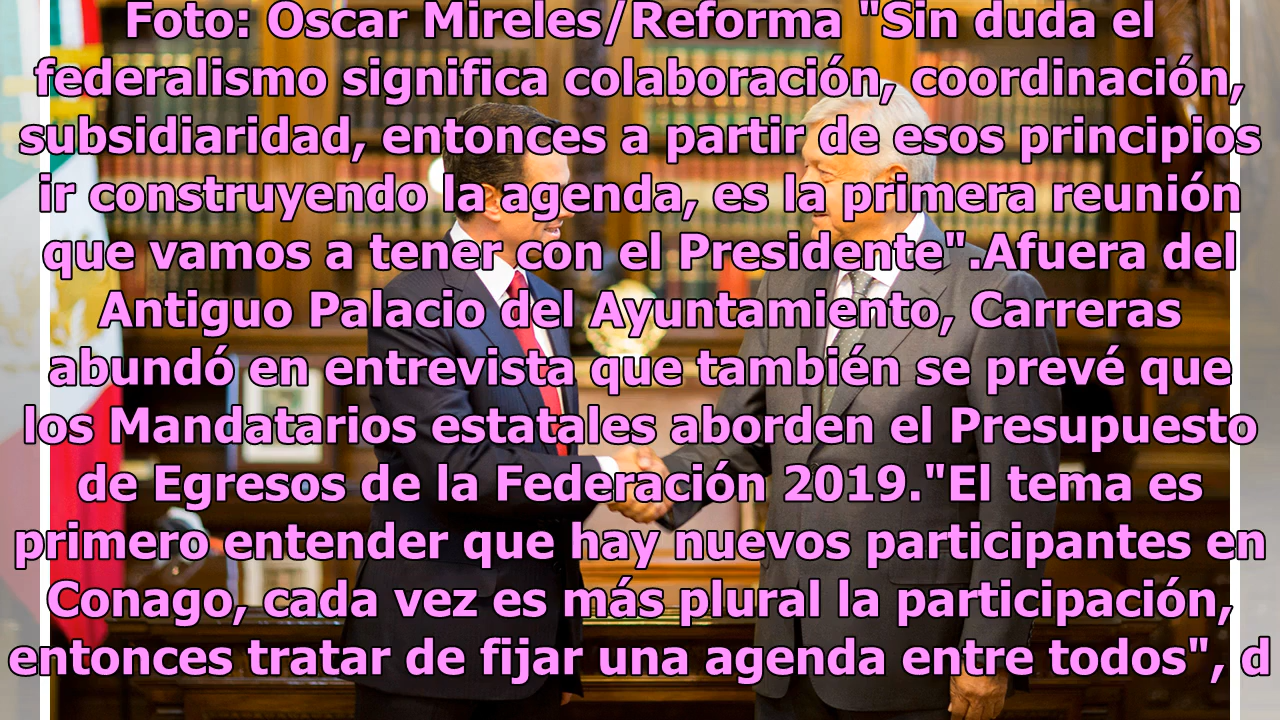 Foto: Oscar Mireles/Reforma "Sin duda el
federalismo significa colaboración, coordinación,
subsidiaridad, entonces a partir de esos principios
ir construyendo la agenda, es la primera reunión
que vamos a tener con el Presidente".Afuera del
Antiguo Palacio del Ayuntamiento, Carreras
abundó en entrevista que también se prevé que
los Mandatarios estatales aborden el Presupuesto
de Egresos de la Federación 2019."El tema es
primero entender que hay nuevos participantes en
Conago, cada vez es más plural la participación,
entonces tratar de fijar una agenda entre todos", d